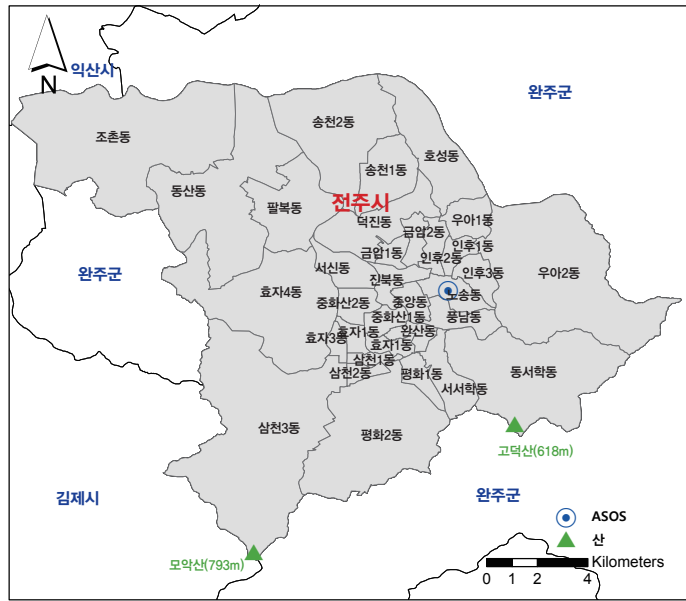 익산시
N
완주군
조촌동
송천2동
호성동
송천1동
동산동
팔복동
전주시
덕진동
우아1동
금암2동
금암1동
인후2동
인후1동
완주군
서신동
진북동
인후3동
우아2동
효자4동
중화산2동
중앙동
노송동
중화산1동
풍남동
효자3동
효자1동
완산동
효자1동
삼천1동
삼천2동
평화1동
서서학동
동서학동
삼천3동
평화2동
고덕산(618m)
김제시
완주군
ASOS
산
모악산(793m)
Kilometers
0 1 2 4